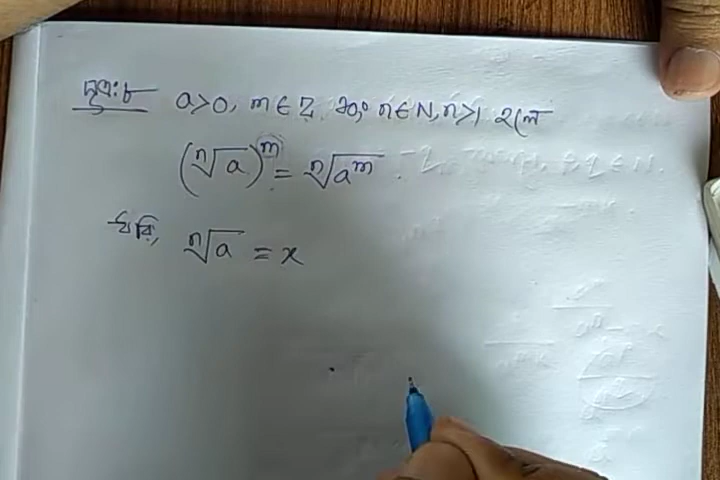 সূত্র:৮ a>0, m∈Z এবং n∈N, n>1 হলে
(ⁿ√a)ᵐ = ⁿ√aᵐ.
ধরি, ⁿ√a = x